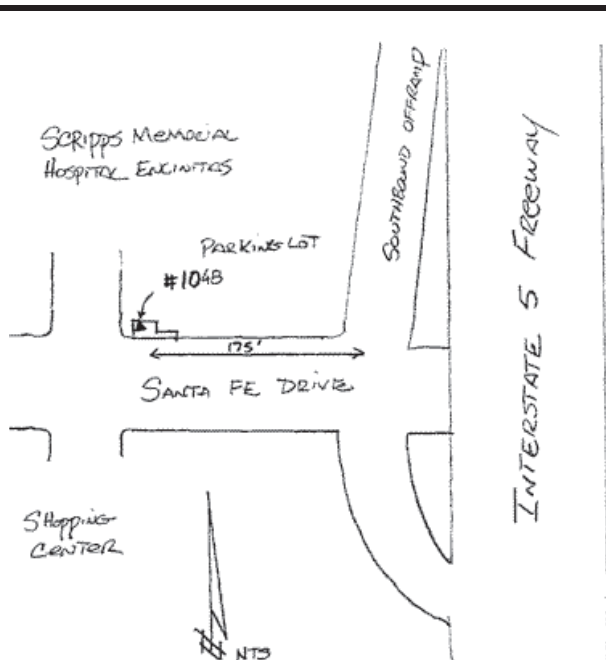 SCRIPPS MEMORIAL
HOSPITAL ENCINITAS
SOUTHBOUND OFFRAMP
INTERSTATE 5 FREEWAY
PARKING LOT
#1048
175'
SANTA FE DRIVE
SHOPPING
CENTER
NTS